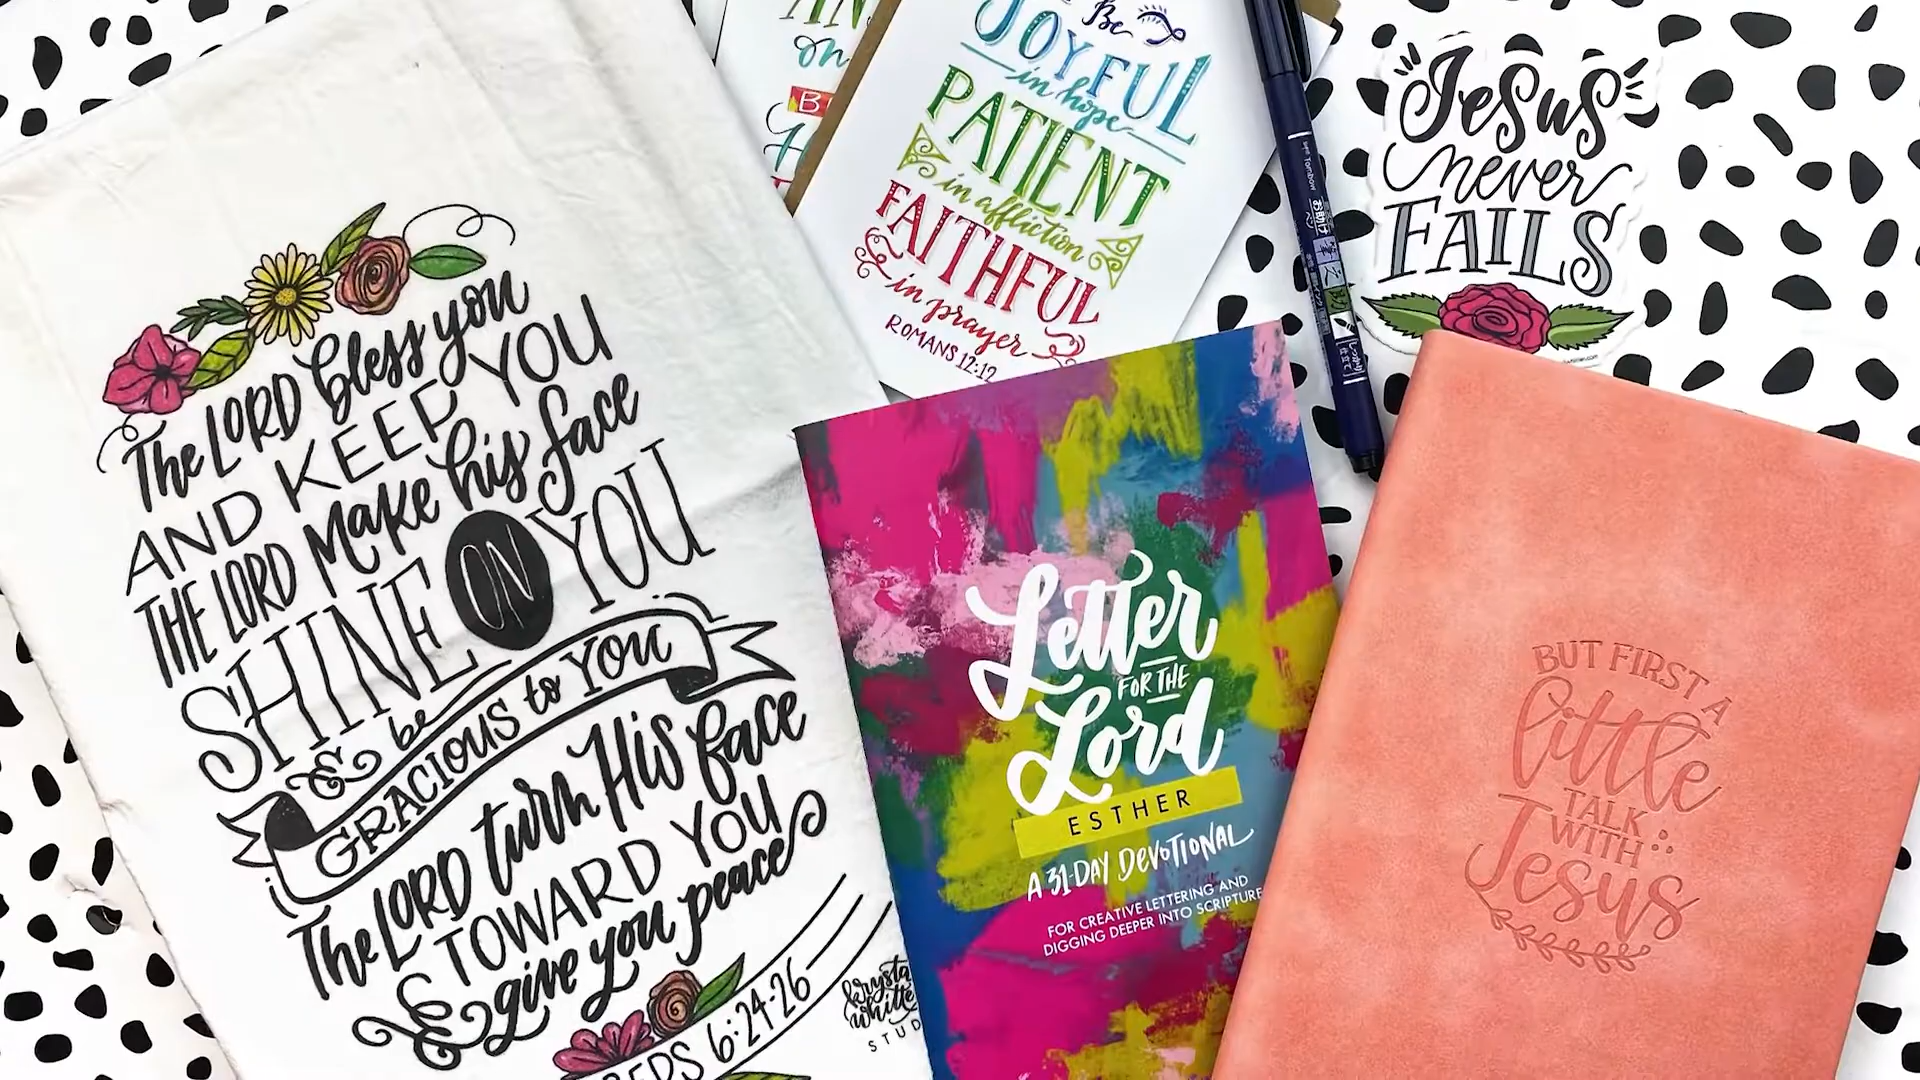 The LORD bless you
AND KEEP YOU
THE LORD Make his face
SHINE ON YOU
& be
GRACIOUS to YOU
The LORD turn His face
TOWARD YOU
& give you peace
6:24-26
STUD
on
Be
JOYFUL
in hope
PATIENT
in affliction
FAITHFUL
in prayer
ROMANS 12:12
Tombow
Jesus
never
FAILS
Letter
FOR THE
Lord
ESTHER
A 31-DAY DEVOTIONAL
FOR CREATIVE LETTERING AND
DIGGING DEEPER INTO SCRIPTURE
BUT FIRST A
little
TALK
WITH
Jesus